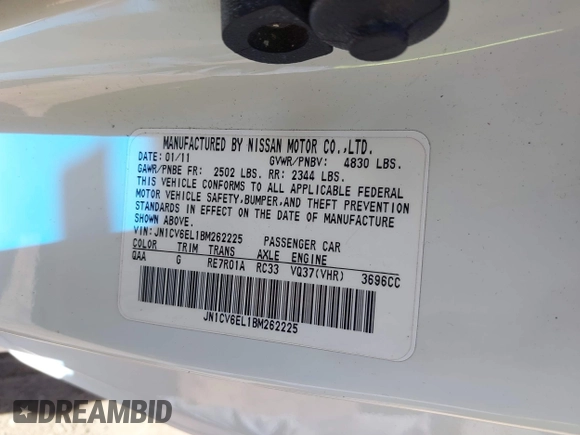 MANUFACTURED BY NISSAN MOTOR CO.,LTD.
DATE: 01/11 GVWR/PNBV: 4830 LBS.
GAWR/PNBE FR: 2502 LBS. RR: 2344 LBS.
THIS VEHICLE CONFORMS TO ALL APPLICABLE FEDERAL
MOTOR VEHICLE SAFETY,BUMPER,AND THEFT PREVENTION
STANDARDS IN EFFECT ON THE DATE OF MANUFACTURE
SHOWN ABOVE.
VIN:JN1CV6EL1BM262225 PASSENGER CAR
COLOR TRIM TRANS AXLE ENGINE
QAA G RE7R01A RC33 VQ37(VHR) 3696CC
JN1CV6EL1BM262225
DREAMBID